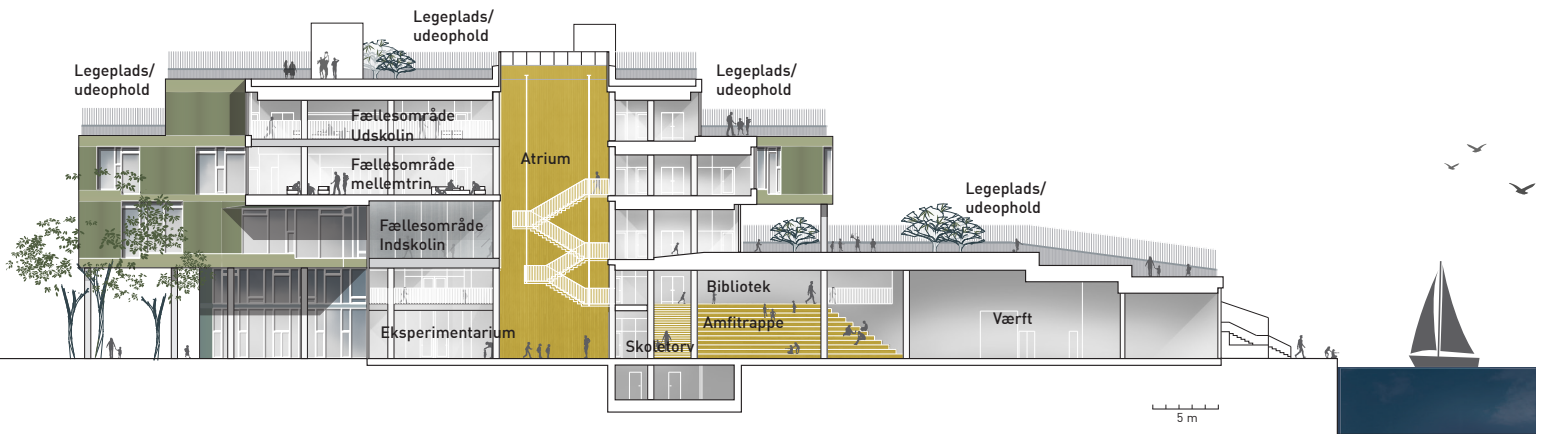 Legeplads/
udeophold
Legeplads/
udeophold
Legeplads/
udeophold
Fællesområde
Udskolin
Atrium
Fællesområde
mellemtrin
Legeplads/
udeophold
Fællesområde
Indskolin
Bibliotek
Amfitrappe
Værft
Eksperimentarium
Skoletorv
5 m